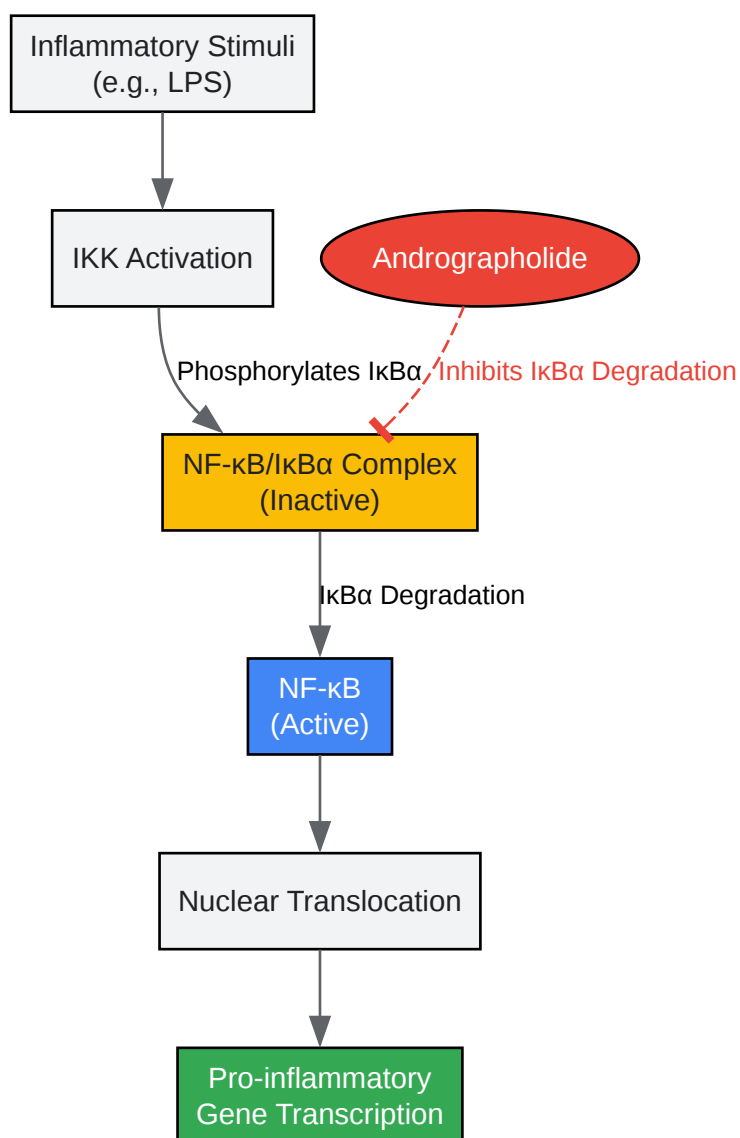 Inflammatory Stimuli
(e.g., LPS)
IKK Activation
Andrographolide
Phosphorylates IκBα
Inhibits IκBα Degradation
NF-κB/IκBα Complex
(Inactive)
IκBα Degradation
NF-κB
(Active)
Nuclear Translocation
Pro-inflammatory
Gene Transcription